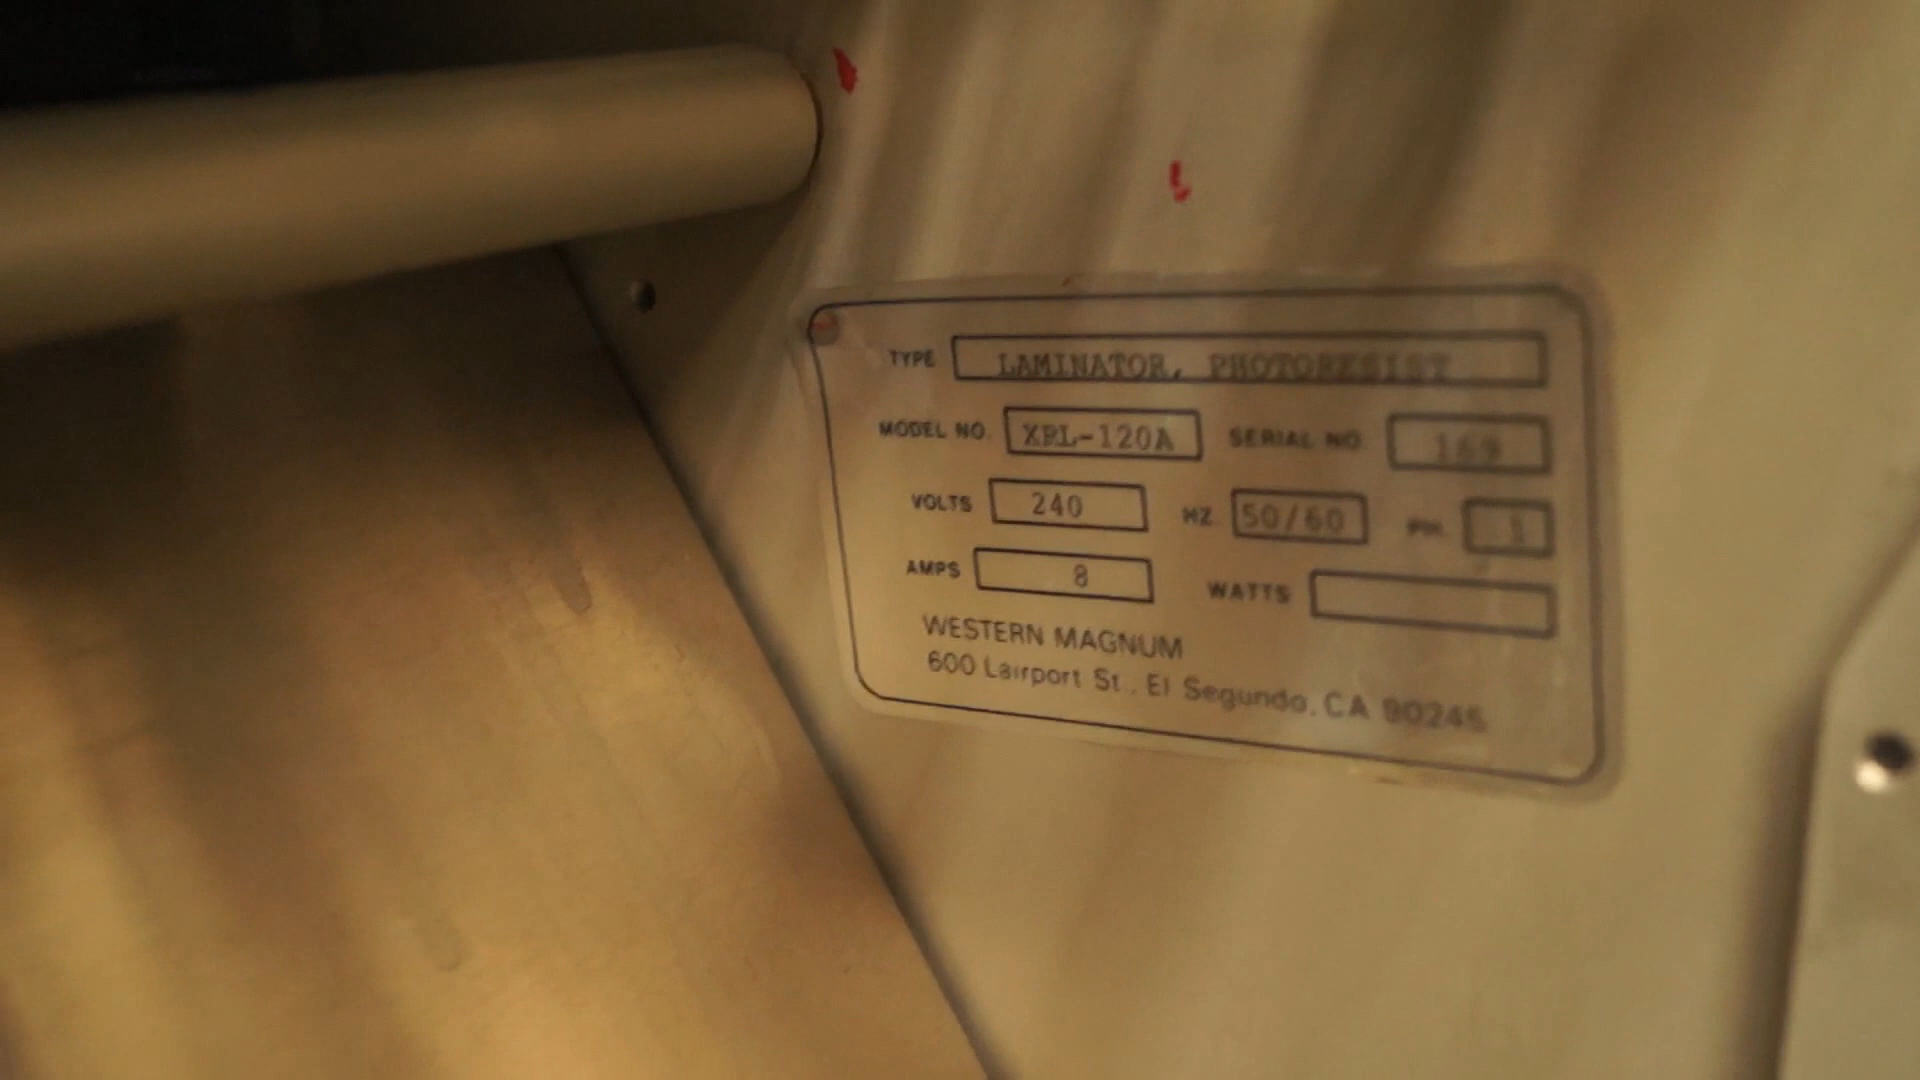 TYPE LAMINATOR, PHOTORESIST
MODEL NO. XRL-120A SERIAL NO. 169
VOLTS 240 HZ 50/60 PH. 1
AMPS 8 WATTS
WESTERN MAGNUM
600 Lairport St., El Segundo, CA 90245